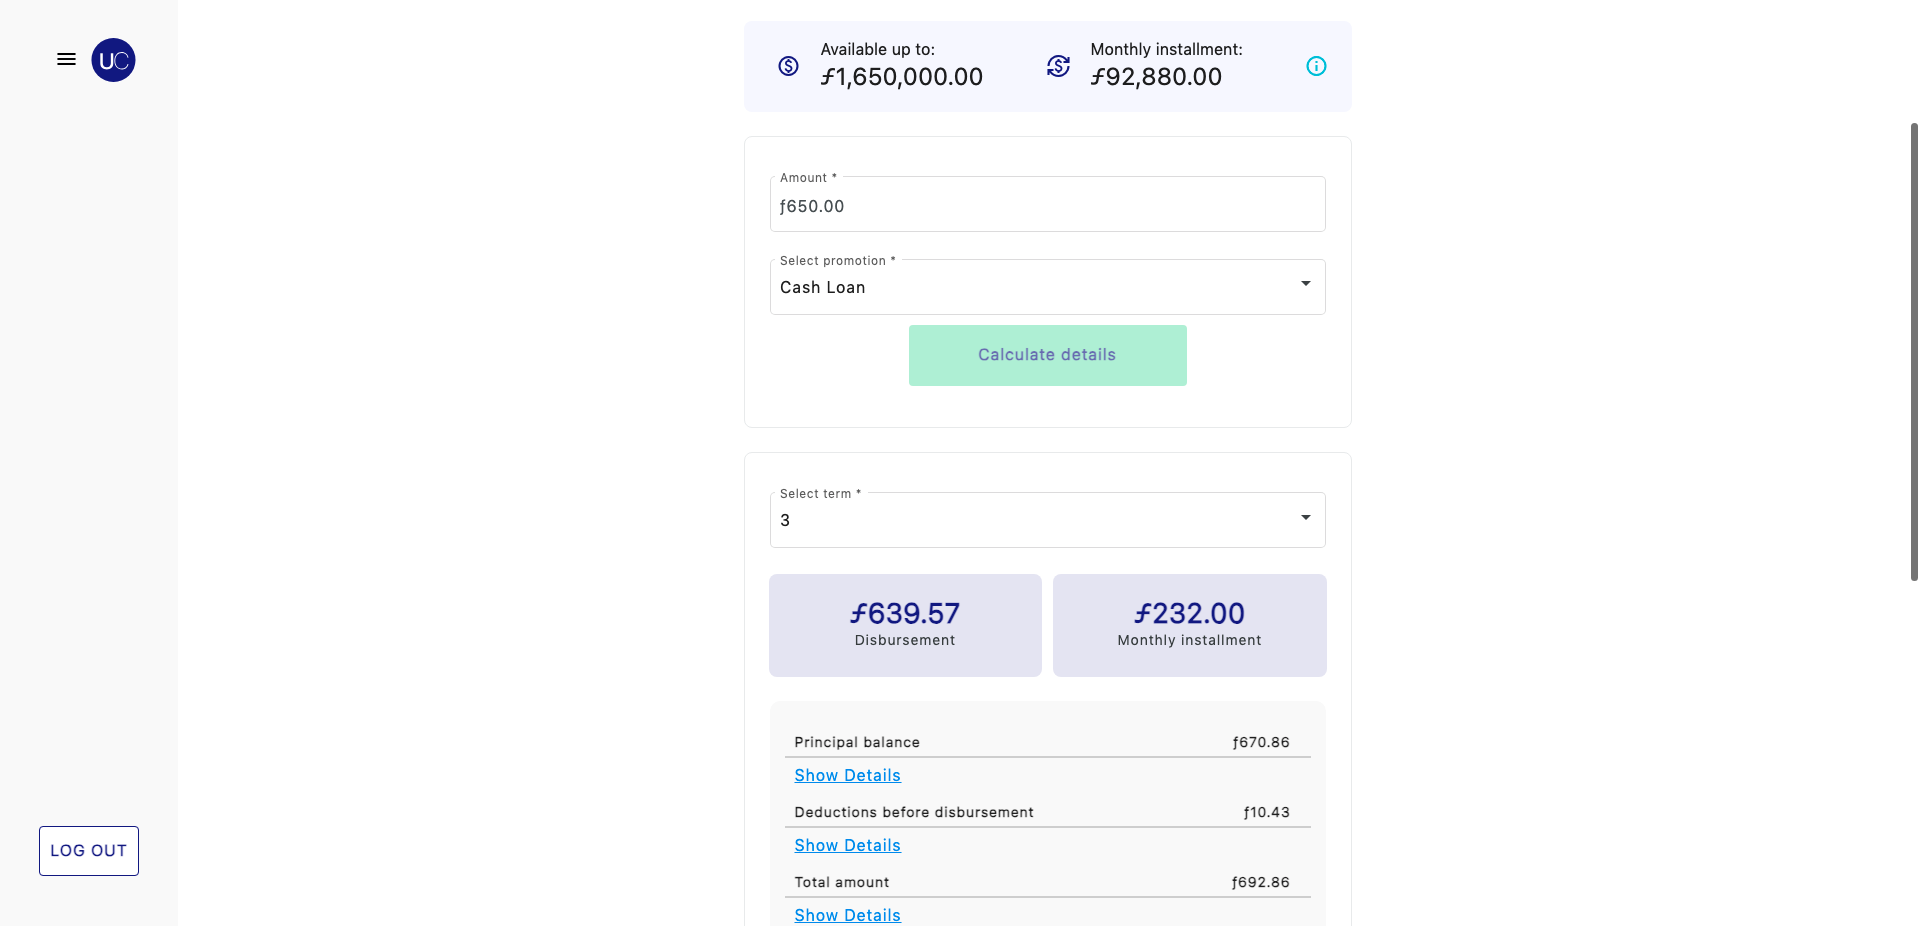 UC
Available up to:
ƒ1,650,000.00
Monthly installment:
ƒ92,880.00
Amount *
ƒ650.00
Select promotion *
Cash Loan
Calculate details
Select term *
3
ƒ639.57
Disbursement
ƒ232.00
Monthly installment
Principal balance ƒ670.86
Show Details
Deductions before disbursement ƒ10.43
Show Details
Total amount ƒ692.86
Show Details
LOG OUT